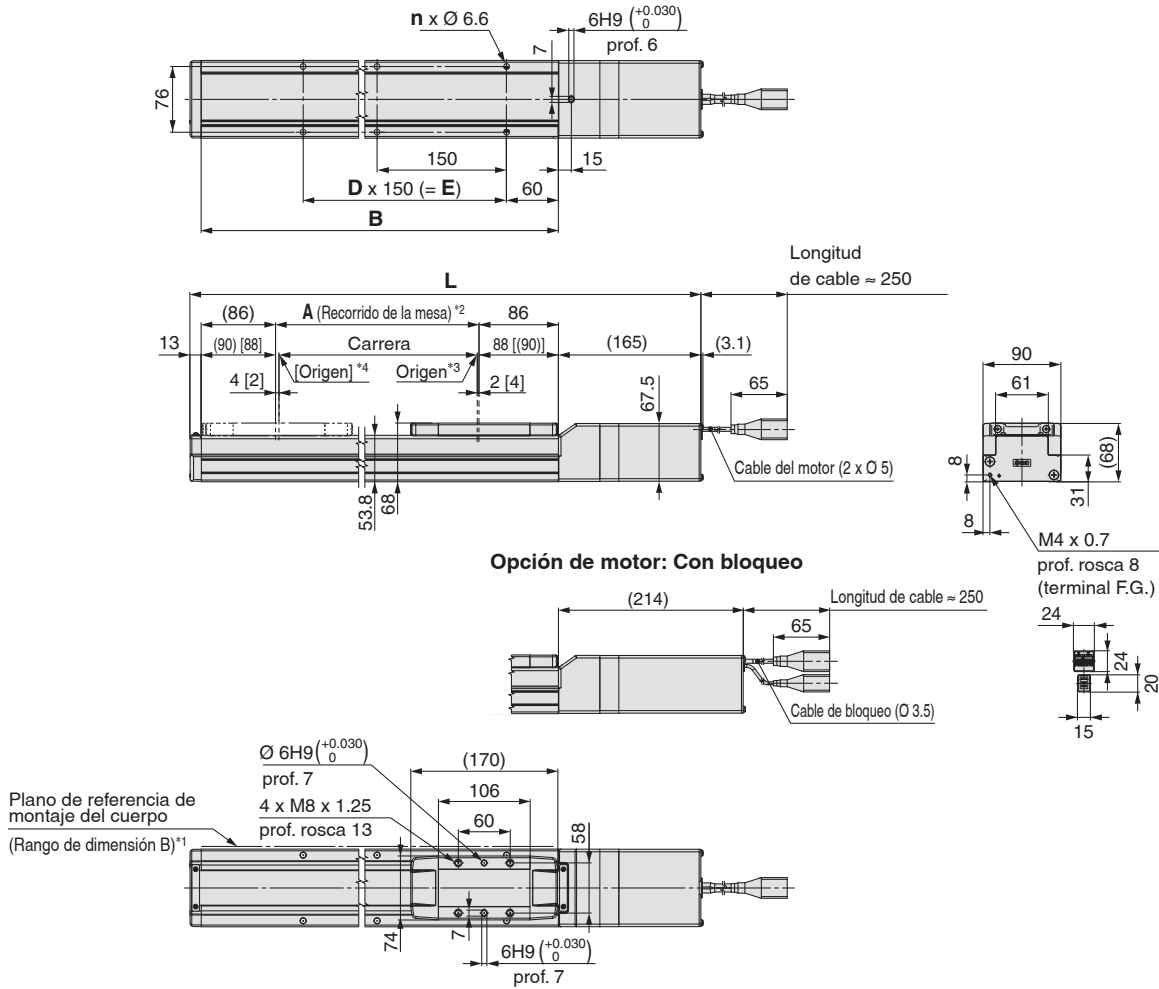 n x Ø 6.6
6H9 (+0.030 0)
prof. 6
7
76
150
15
D x 150 (= E)
60
B
Longitud
de cable ≈ 250
L
(86)
A (Recorrido de la mesa) *2
86
13
(90) [88]
Carrera
88 [(90)]
(165)
(3.1)
[Origen] *4
Origen*3
4 [2]
2 [4]
67.5
65
90
61
Cable del motor (2 x Ø 5)
53.8
68
8
(68)
31
8
M4 x 0.7
prof. rosca 8
(terminal F.G.)
Opción de motor: Con bloqueo
(214)
Longitud de cable ≈ 250
65
Cable de bloqueo (Ø 3.5)
24
24
20
15
Ø 6H9 (+0.030 0)
prof. 7
(170)
106
4 x M8 x 1.25
prof. rosca 13
60
58
Plano de referencia de
montaje del cuerpo
(Rango de dimensión B)*1
74
7
6H9 (+0.030 0)
prof. 7